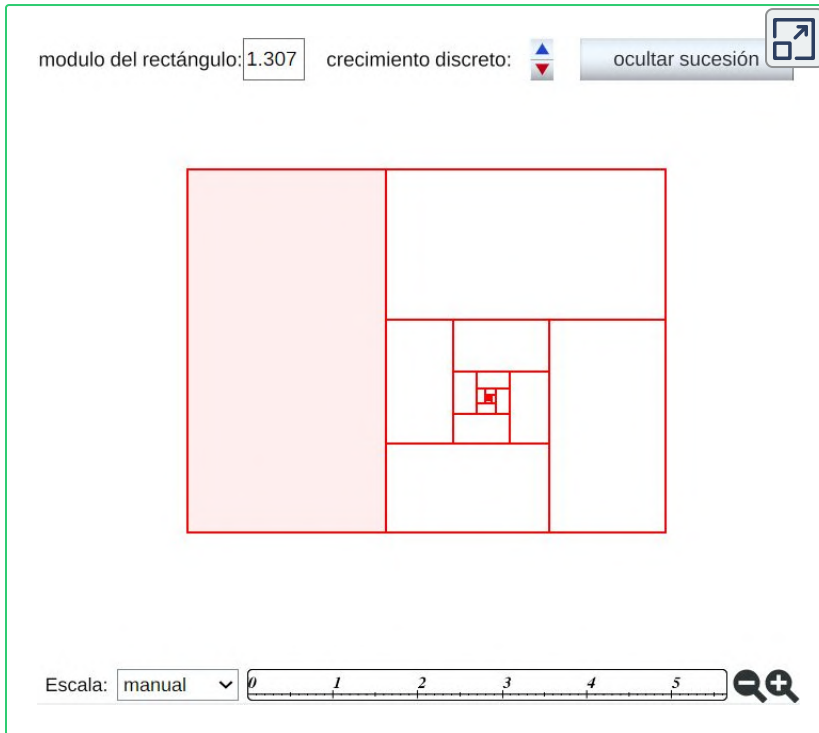 modulo del rectángulo: 1.307 crecimiento discreto: ocultar sucesión
Escala: manual 0 1 2 3 4 5